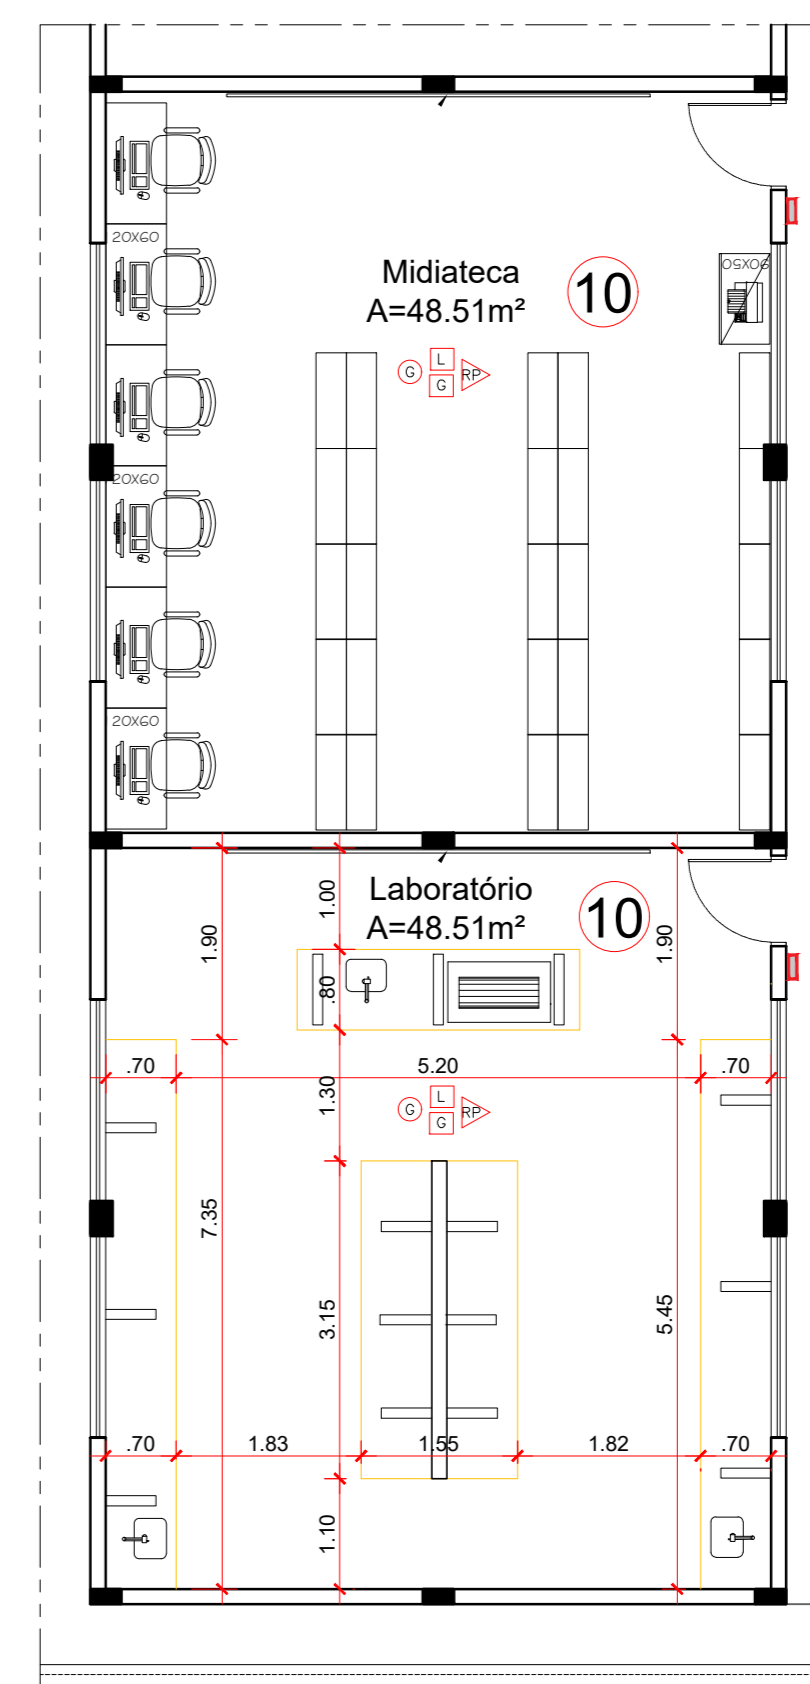 20X60
Midiateca
A=48.51m²
10
90X50
G
L
G
RP
20X60
20X60
Laboratório
A=48.51m²
10
1.00
1.90
1.90
.80
.70
5.20
.70
1.30
G
L
G
RP
7.35
3.15
5.45
.70
1.83
1.55
1.82
.70
1.10